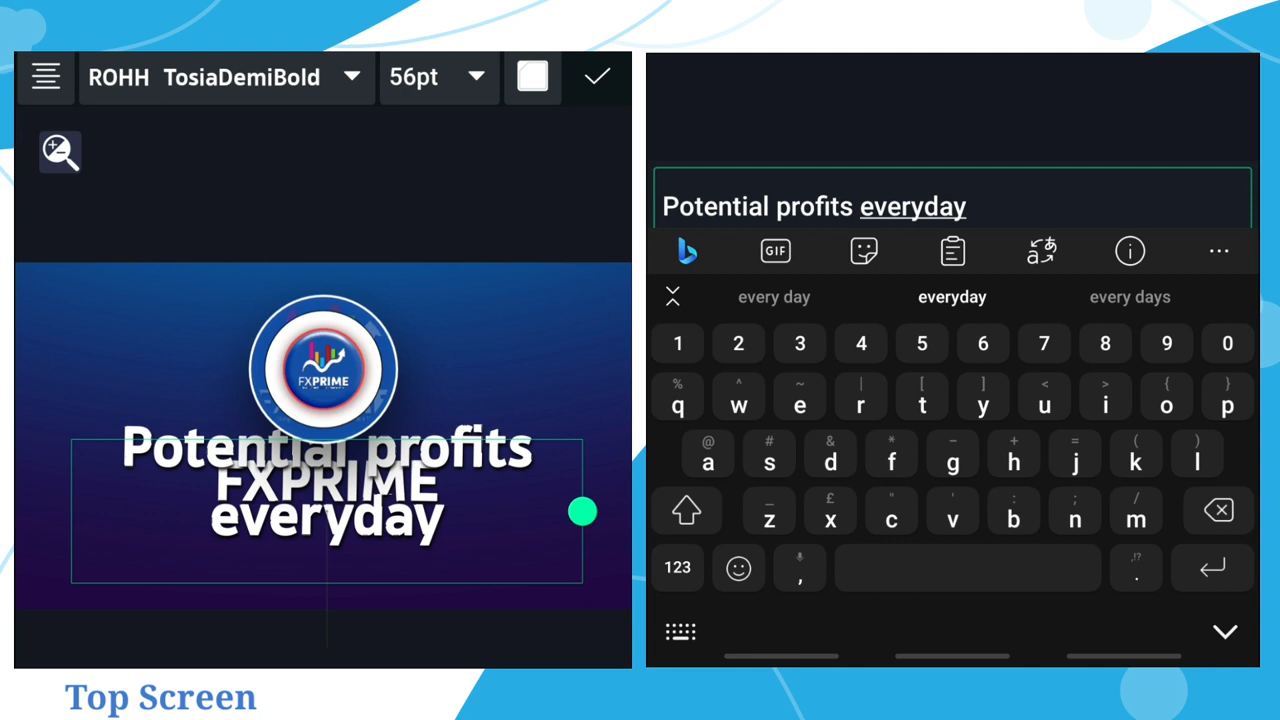 ROHH TosiaDemiBold
56pt
FXPRIME
Potential profits
FXPRIME
everyday
Top Screen
Potential profits everyday
GIF
every day everyday every days
1 2 3 4 5 6 7 8 9 0
% ^ ~ | [ ] < > { }
q w e r t y u i o p
@ # & * - + = ( )
a s d f g h j k l
_ £ " ' : ; /
z x c v b n m
123 , .
,!?